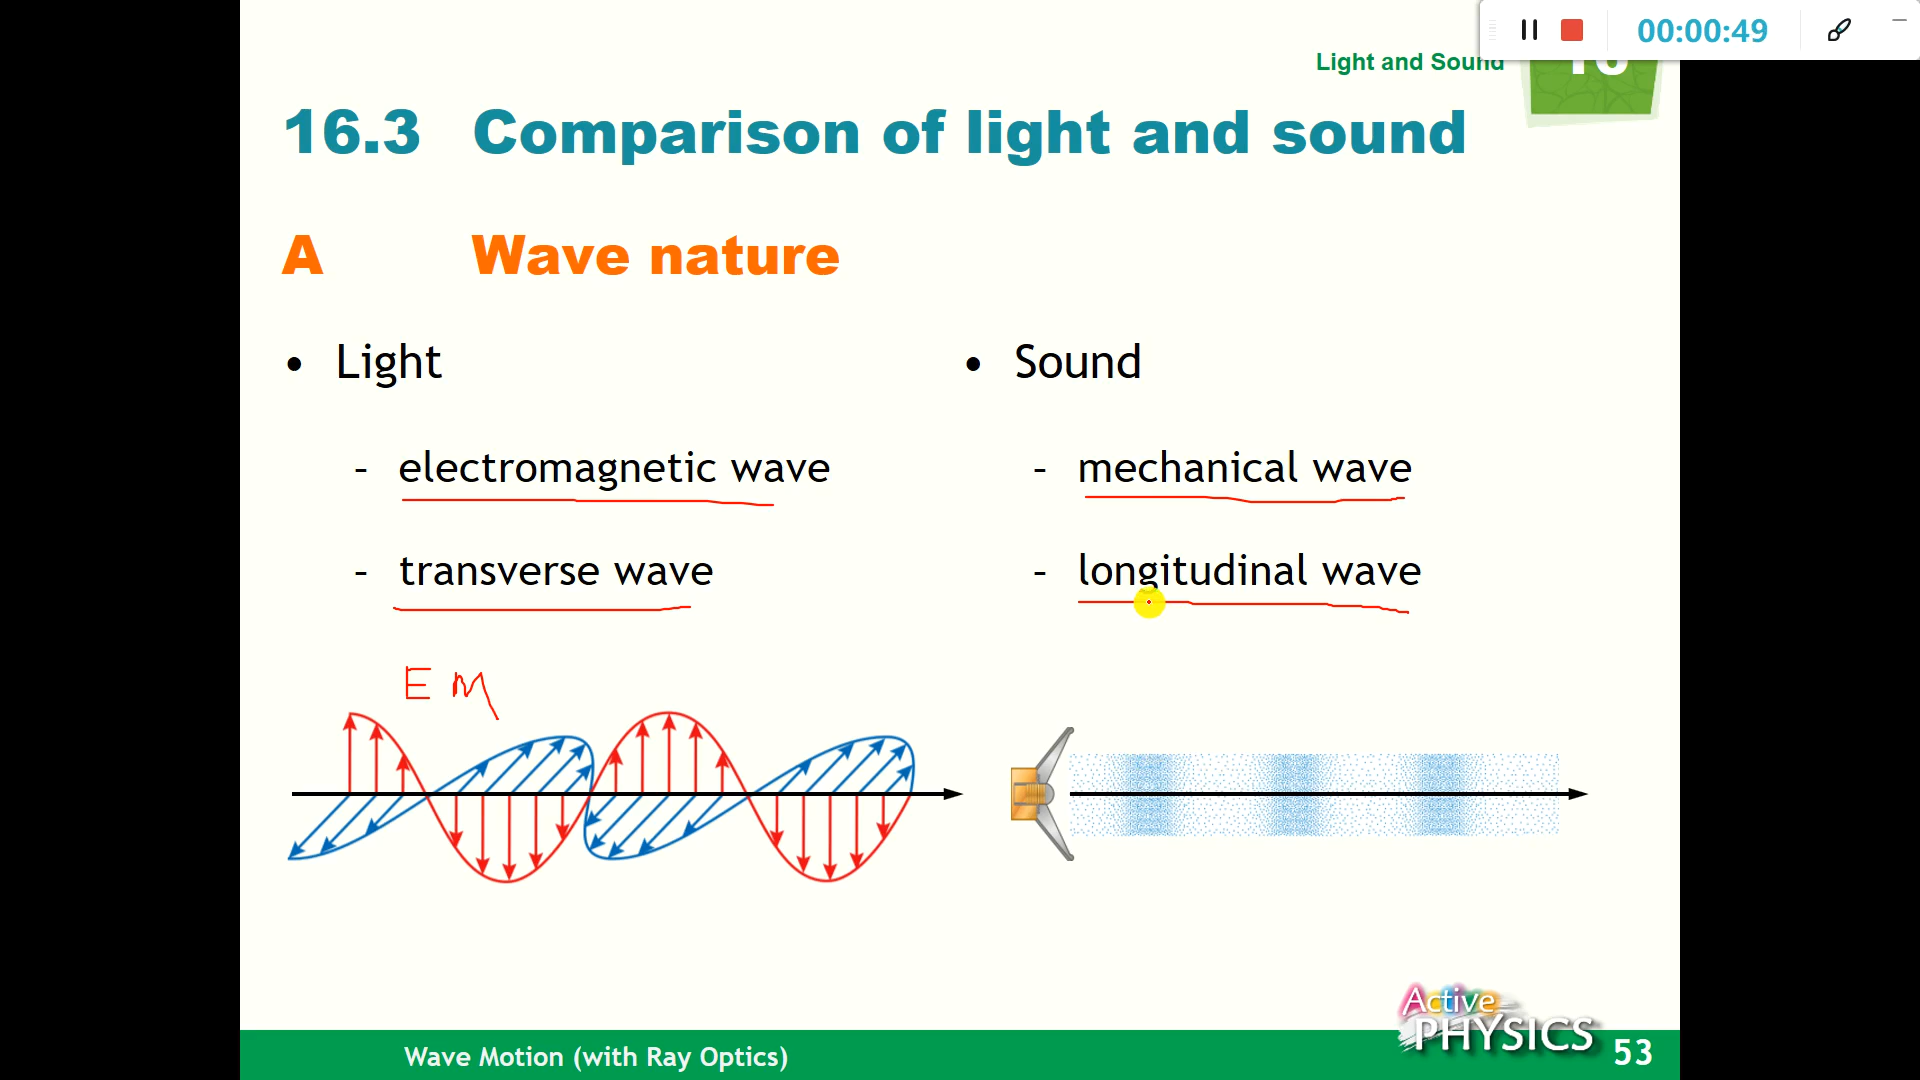 00:00:49
Light and Sound
16.3 Comparison of light and sound
A Wave nature
• Light
- electromagnetic wave
- transverse wave
E M
• Sound
- mechanical wave
- longitudinal wave
Active
PHYSICS
Wave Motion (with Ray Optics)
53